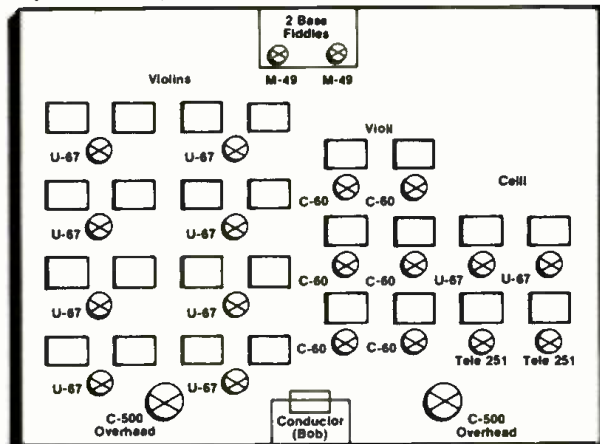 2 Base
Fiddles
M-49 M-49
Violins
Violi
Celli
U-67 U-67
C-60 C-60
U-67 U-67
C-60 C-60 U-67 U-67
U-67 U-67
C-60 C-60 Tele 251 Tele 251
U-67 U-67
C-500
Overhead
Conductor
(Bob)
C-500
Overhead